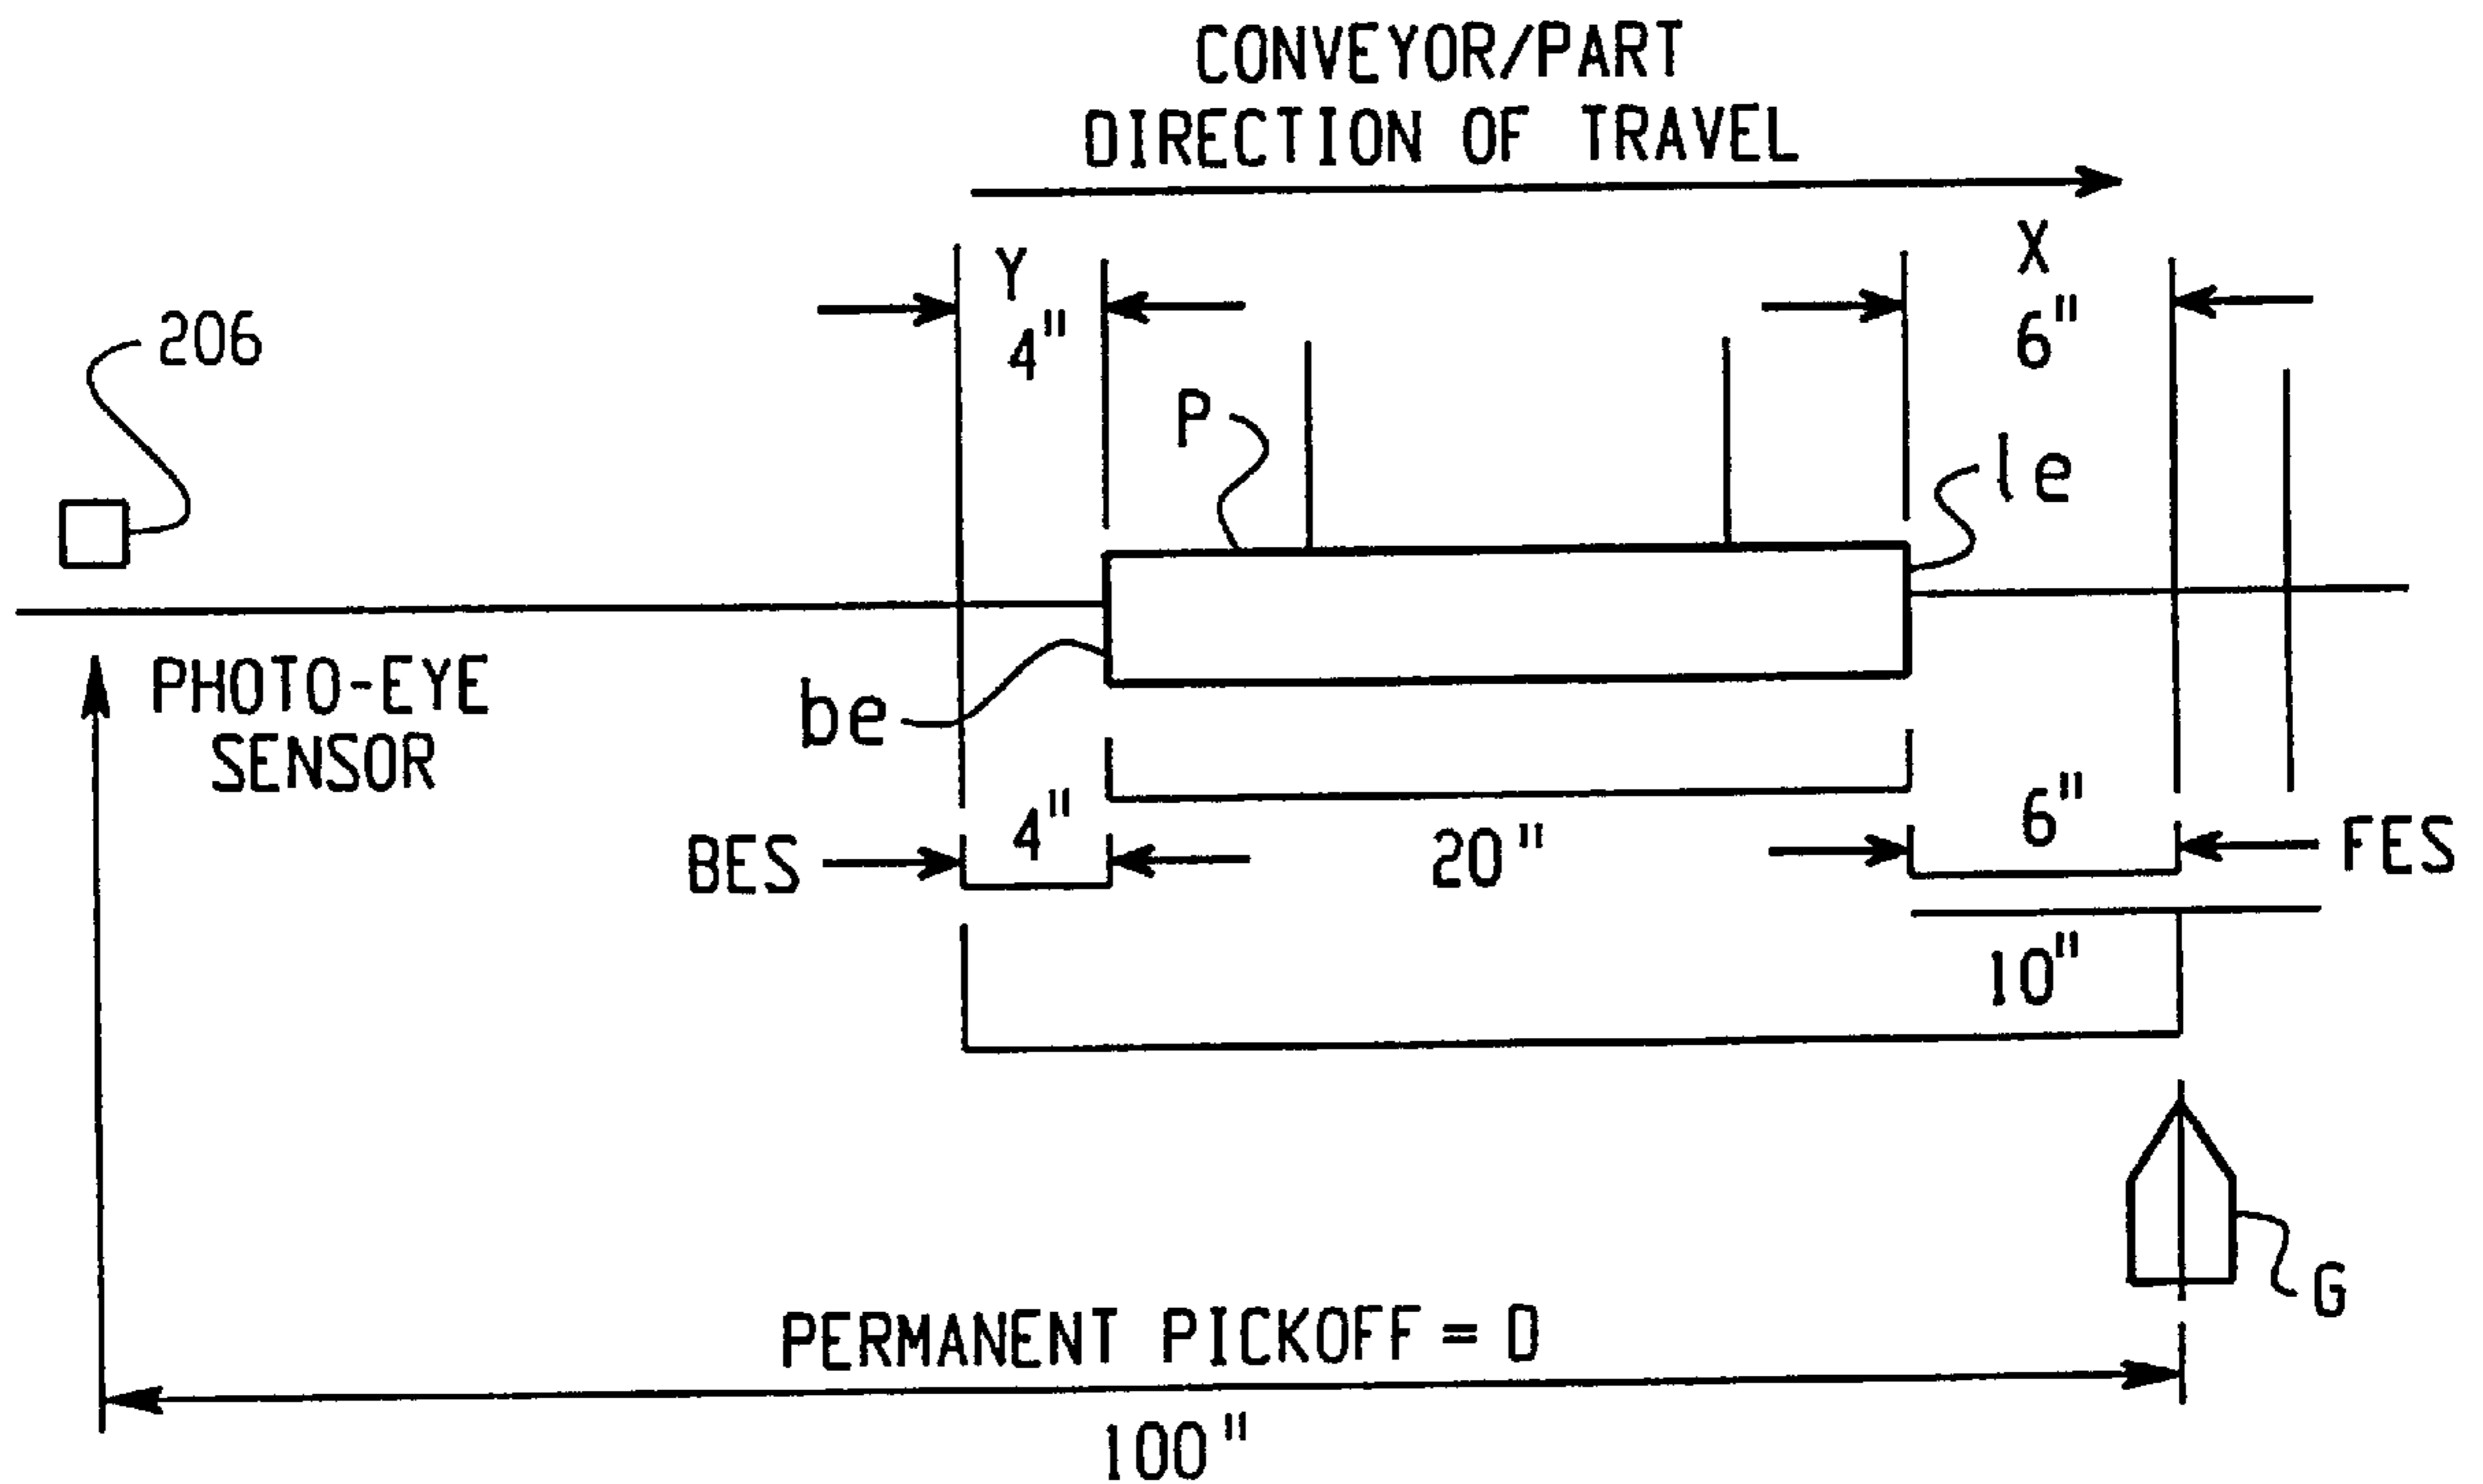 CONVEYOR/PART
DIRECTION OF TRAVEL
X
Y
6"
4"
206
P
le
PHOTO-EYE
SENSOR
be
4"
6"
BES
20"
FES
10"
G
PERMANENT PICKOFF = D
100"